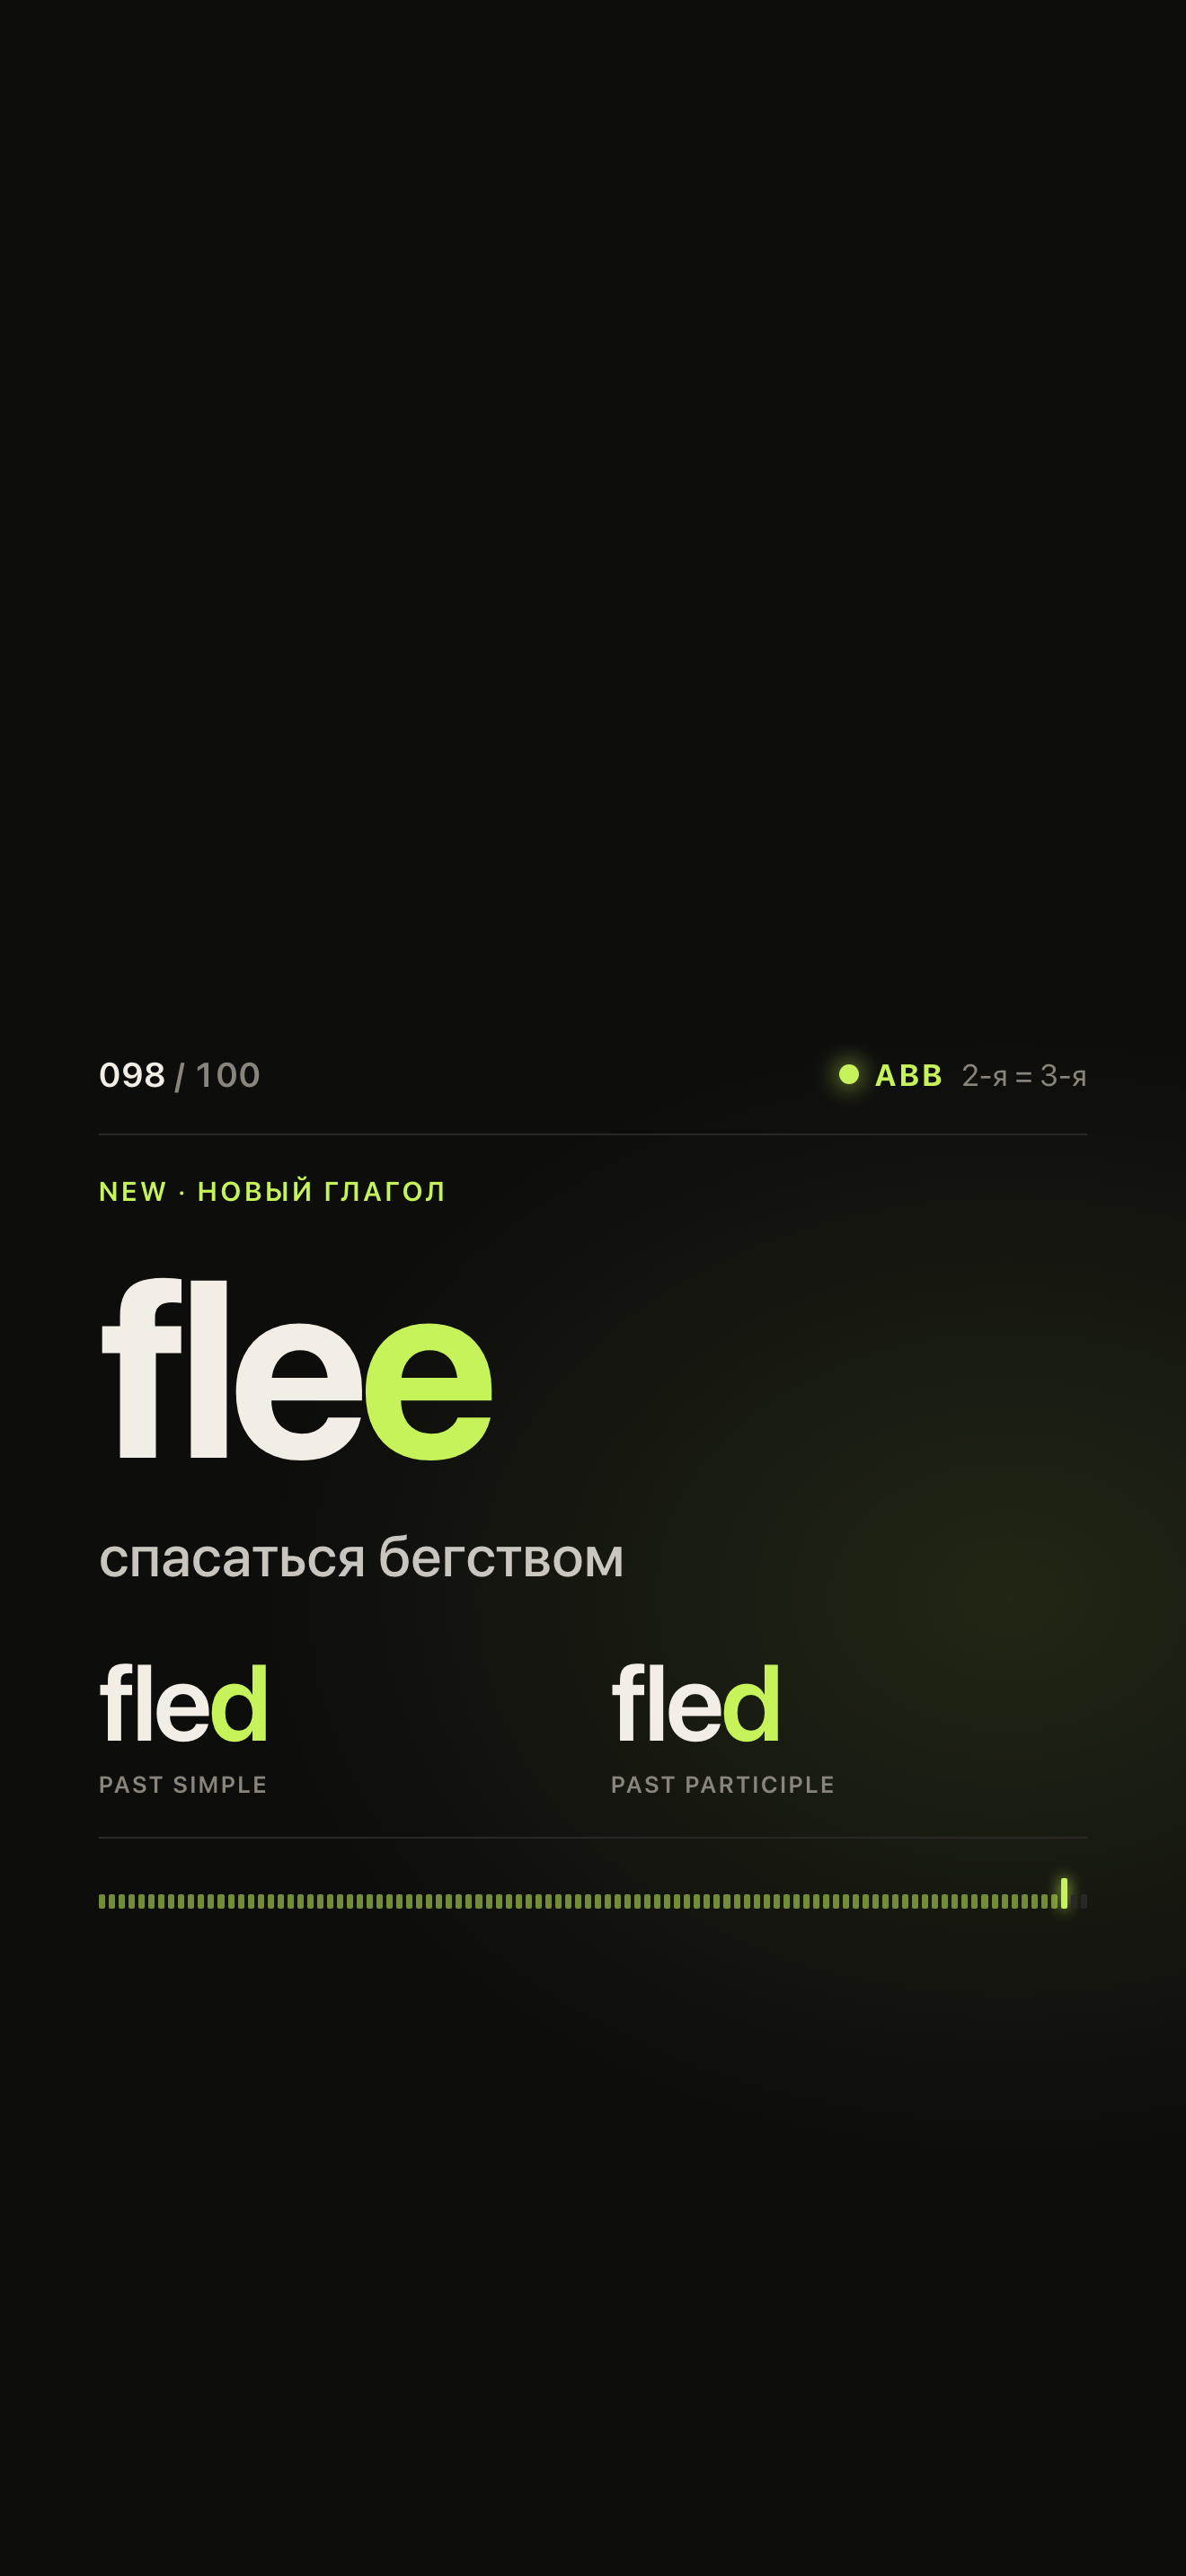 098 / 100
ABB 2-я = 3-я
NEW · НОВЫЙ ГЛАГОЛ
flee
спасаться бегством
fled
PAST SIMPLE
fled
PAST PARTICIPLE